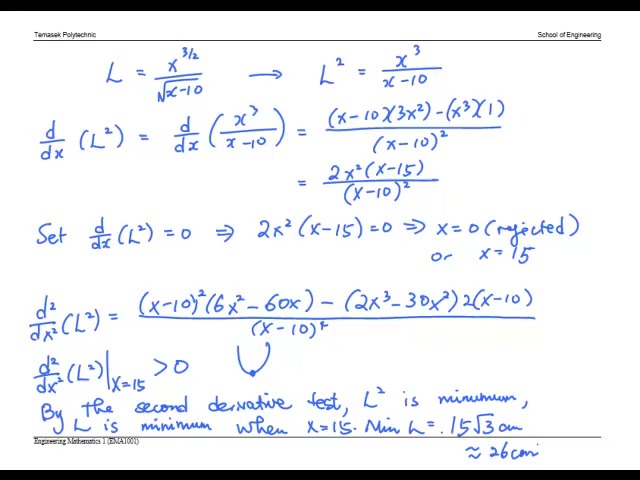 Temasek Polytechnic School of Engineering
L = x^{3/2} / √(x-10) → L² = x³ / (x-10)
d/dx (L²) = d/dx (x³ / (x-10)) = ((x-10)(3x²) - (x³)(1)) / (x-10)²
= 2x²(x-15) / (x-10)²
Set d/dx (L²) = 0 ⇒ 2x²(x-15) = 0 ⇒ x = 0 (rejected)
or x = 15
d²/dx² (L²) = ((x-10)²(6x² - 60x) - (2x³ - 30x²) 2(x-10)) / (x-10)⁴
d²/dx² (L²)|x=15 > 0
By the second derivative test, L² is minimum,
L is minimum when x=15. Min L = 15√3 cm
Engineering Mathematics 1 (EMA1001)
≈ 26cm